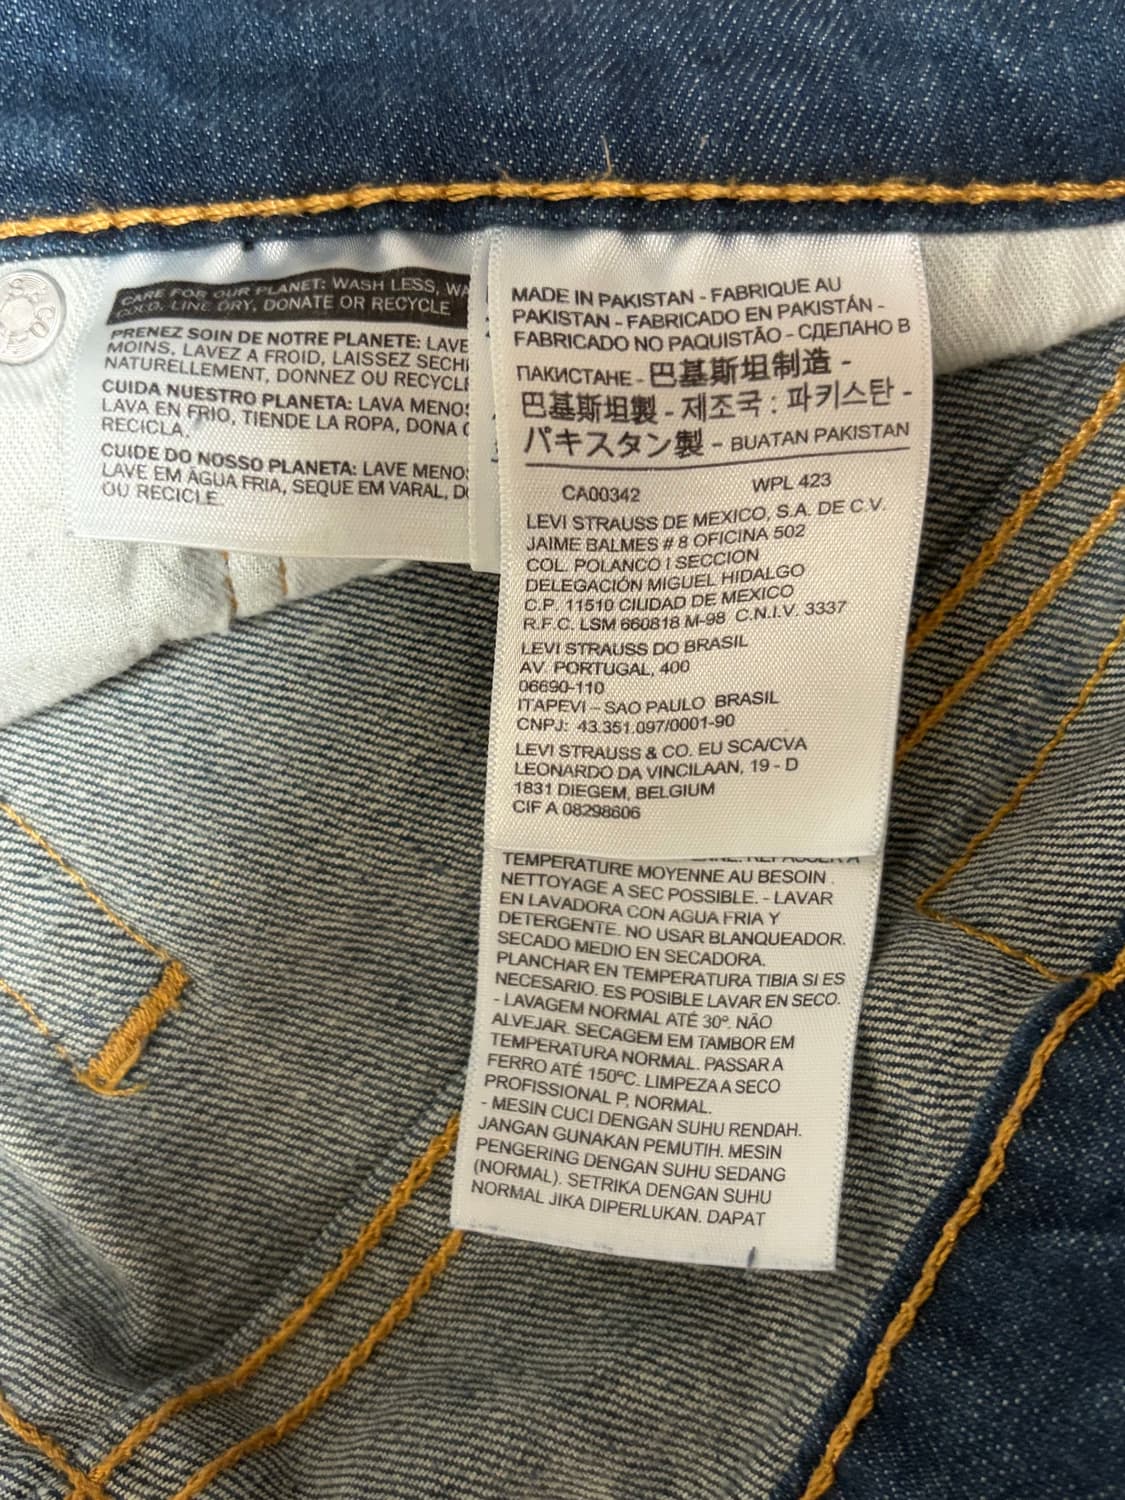 CARE FOR OUR PLANET: WASH LESS, WA
COLD, LINE DRY, DONATE OR RECYCLE
PRENEZ SOIN DE NOTRE PLANETE: LAVE
MOINS, LAVEZ A FROID, LAISSEZ SECH
NATURELLEMENT, DONNEZ OU RECYCLE
CUIDA NUESTRO PLANETA: LAVA MENOS
LAVA EN FRIO, TIENDE LA ROPA, DONA O
RECICLA.
CUIDE DO NOSSO PLANETA: LAVE MENOS
LAVE EM ÁGUA FRIA, SEQUE EM VARAL, DO
OU RECICLE.
MADE IN PAKISTAN - FABRIQUE AU
PAKISTAN - FABRICADO EN PAKISTÁN -
FABRICADO NO PAQUISTÃO - СДЕЛАНО В
ПАКИСТАНЕ - 巴基斯坦制造 -
巴基斯坦製 - 제조국 : 파키스탄 -
パキスタン製 - BUATAN PAKISTAN
CA00342 WPL 423
LEVI STRAUSS DE MEXICO, S.A. DE C.V.
JAIME BALMES # 8 OFICINA 502
COL. POLANCO I SECCION
DELEGACIÓN MIGUEL HIDALGO
C.P. 11510 CIUDAD DE MEXICO
R.F.C. LSM 660818 M-98 C.N.I.V. 3337
LEVI STRAUSS DO BRASIL
AV. PORTUGAL, 400
06690-110
ITAPEVI – SAO PAULO BRASIL
CNPJ: 43.351.097/0001-90
LEVI STRAUSS & CO. EU SCA/CVA
LEONARDO DA VINCILAAN, 19 - D
1831 DIEGEM, BELGIUM
CIF A 08298606
REPASSER A
TEMPERATURE MOYENNE AU BESOIN .
NETTOYAGE A SEC POSSIBLE. - LAVAR
EN LAVADORA CON AGUA FRIA Y
DETERGENTE. NO USAR BLANQUEADOR.
SECADO MEDIO EN SECADORA.
PLANCHAR EN TEMPERATURA TIBIA SI ES
NECESARIO. ES POSIBLE LAVAR EN SECO.
- LAVAGEM NORMAL ATÉ 30º. NÃO
ALVEJAR. SECAGEM EM TAMBOR EM
TEMPERATURA NORMAL. PASSAR A
FERRO ATÉ 150ºC. LIMPEZA A SECO
PROFISSIONAL P, NORMAL.
- MESIN CUCI DENGAN SUHU RENDAH.
JANGAN GUNAKAN PEMUTIH. MESIN
PENGERING DENGAN SUHU SEDANG
(NORMAL). SETRIKA DENGAN SUHU
NORMAL JIKA DIPERLUKAN. DAPAT